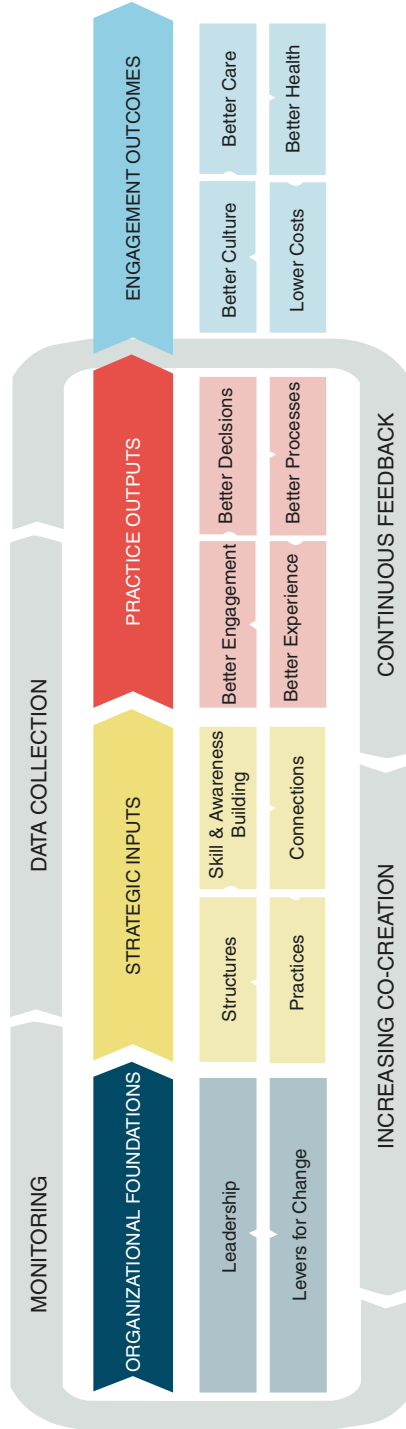 MONITORING
DATA COLLECTION
ORGANIZATIONAL FOUNDATIONS
STRATEGIC INPUTS
PRACTICE OUTPUTS
ENGAGEMENT OUTCOMES
Leadership
Levers for Change
Structures
Skill & Awareness
Building
Practices
Connections
Better Engagement
Better Decisions
Better Experience
Better Processes
Better Culture
Better Care
Lower Costs
Better Health
INCREASING CO-CREATION
CONTINUOUS FEEDBACK